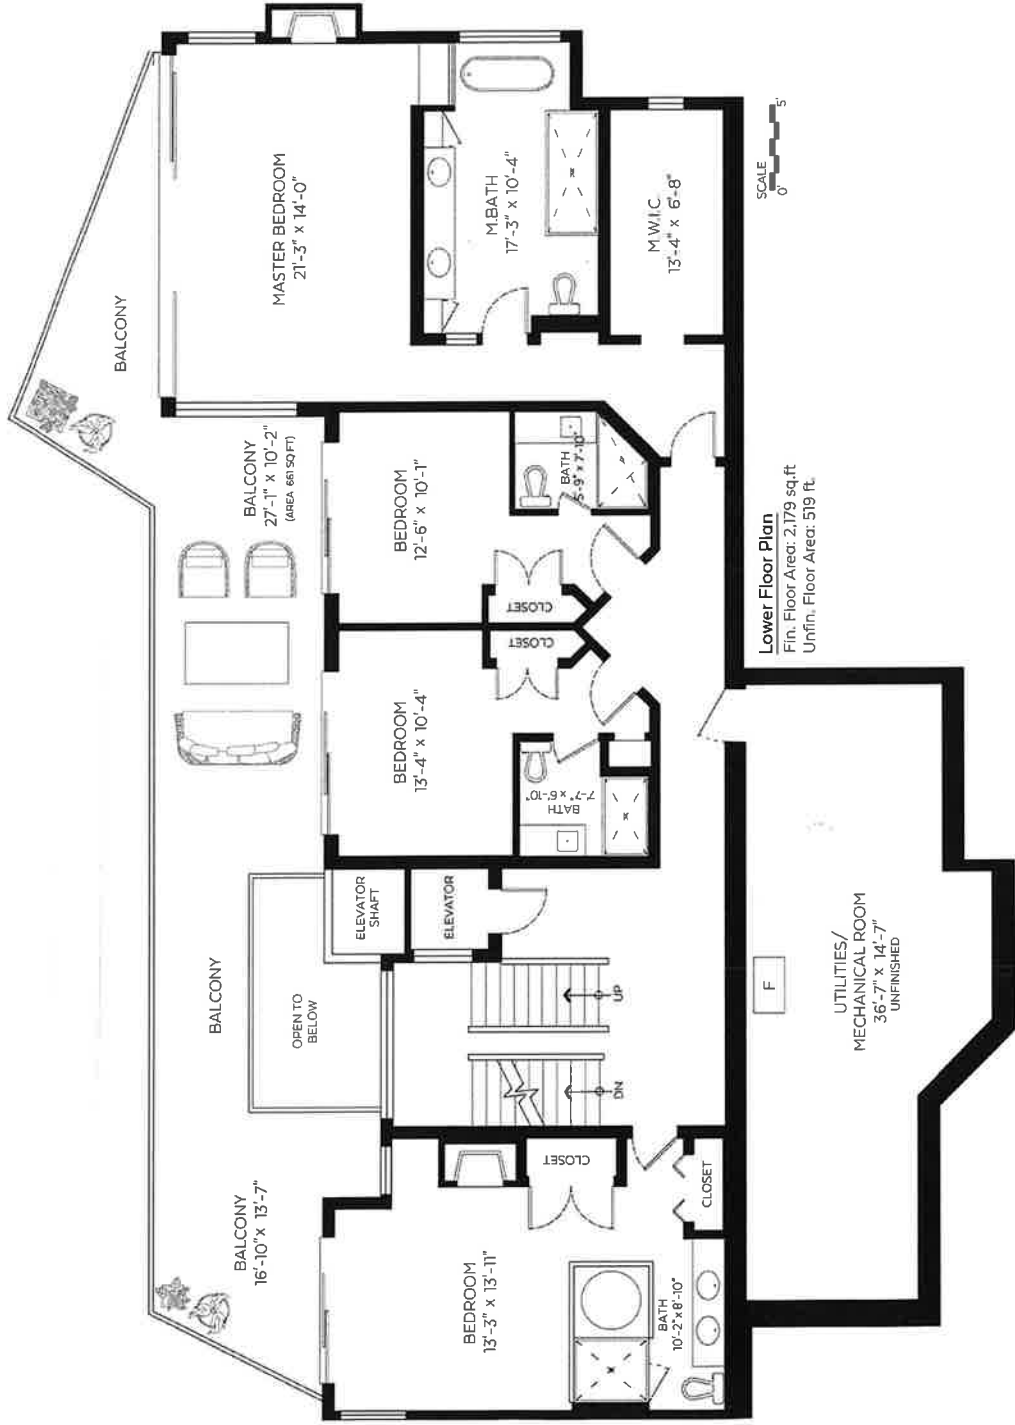 BALCONY
16'-10" x 13'-7"
BALCONY
OPEN TO
BELOW
BALCONY
27'-1" x 10'-2"
(AREA 661 SQ FT)
BALCONY
MASTER BEDROOM
21'-3" x 14'-0"
ELEVATOR
SHAFT
ELEVATOR
BEDROOM
13'-4" x 10'-4"
BEDROOM
12'-6" x 10'-1"
BEDROOM
13'-3" x 13'-11"
CLOSET
CLOSET
CLOSET
CLOSET
M.BATH
17'-3" x 10'-4"
BATH
7'-7" x 6'-10"
BATH
5'-9" x 7'-10"
DN
UP
BATH
10'-2" x 8'-10"
M.W.I.C.
13'-4" x 6'-8"
F
UTILITIES/
MECHANICAL ROOM
36'-7" x 14'-7"
UNFINISHED
Lower Floor Plan
Fin. Floor Area: 2,179 sq.ft
Unfin. Floor Area: 519 ft.
SCALE
0' 5'